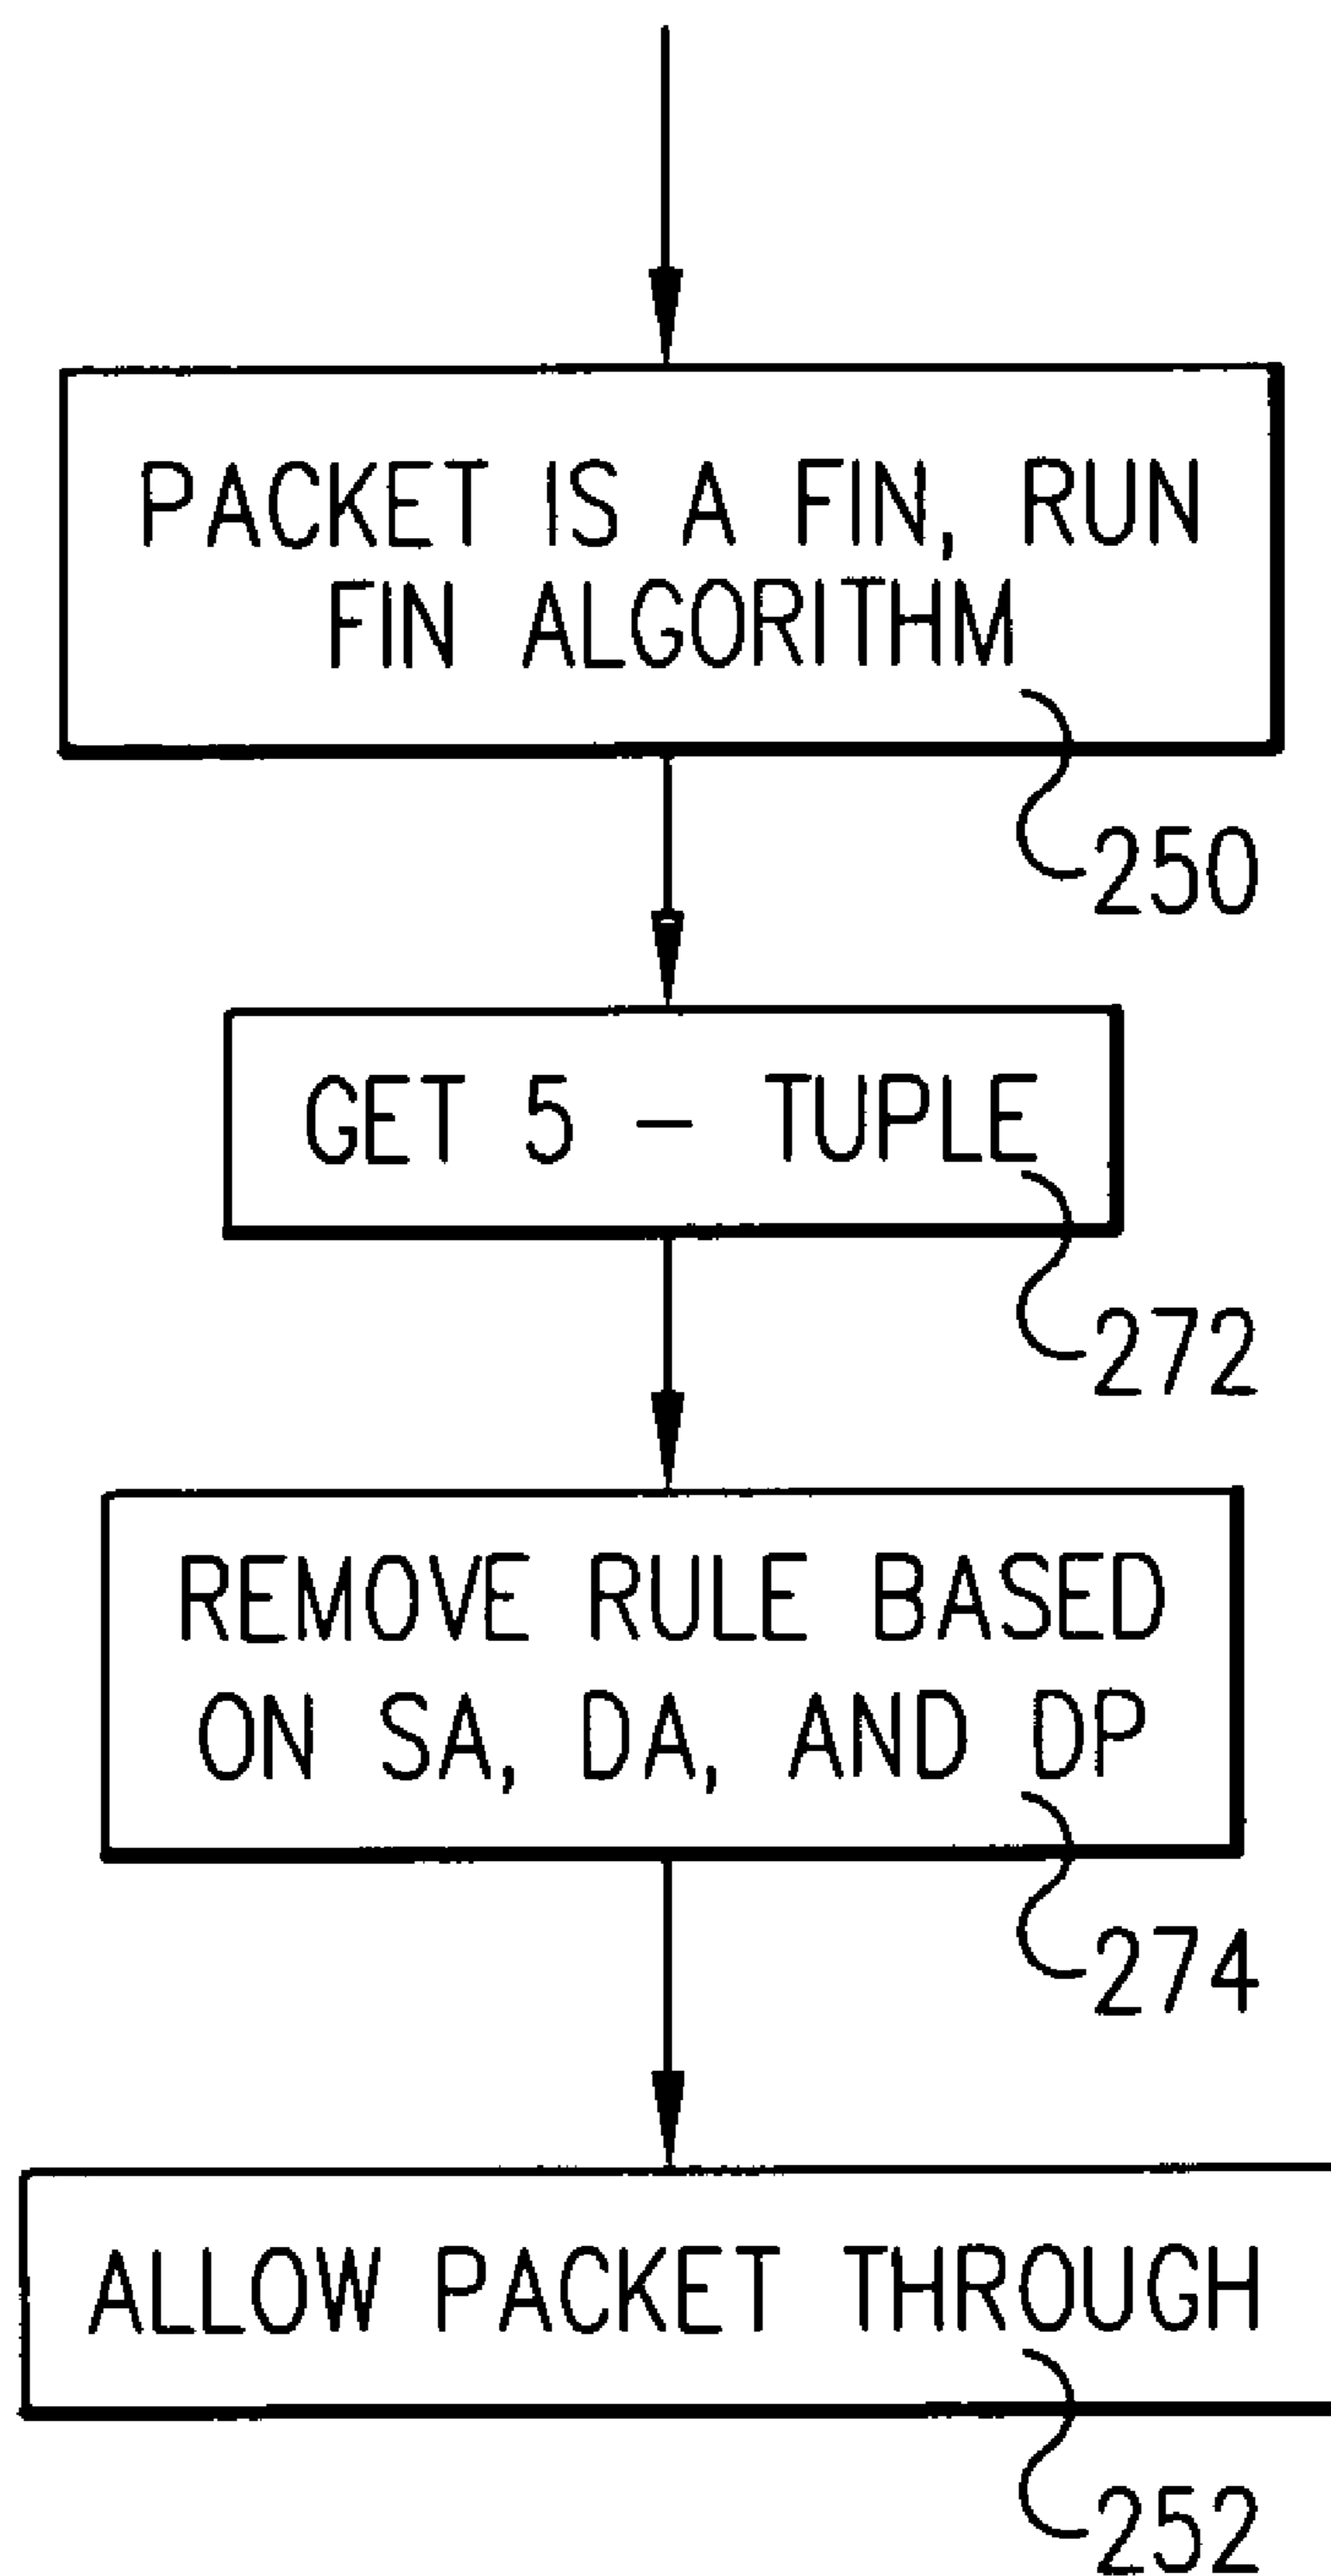 PACKET IS A FIN, RUN
FIN ALGORITHM
250
GET 5 – TUPLE
272
REMOVE RULE BASED
ON SA, DA, AND DP
274
ALLOW PACKET THROUGH
252